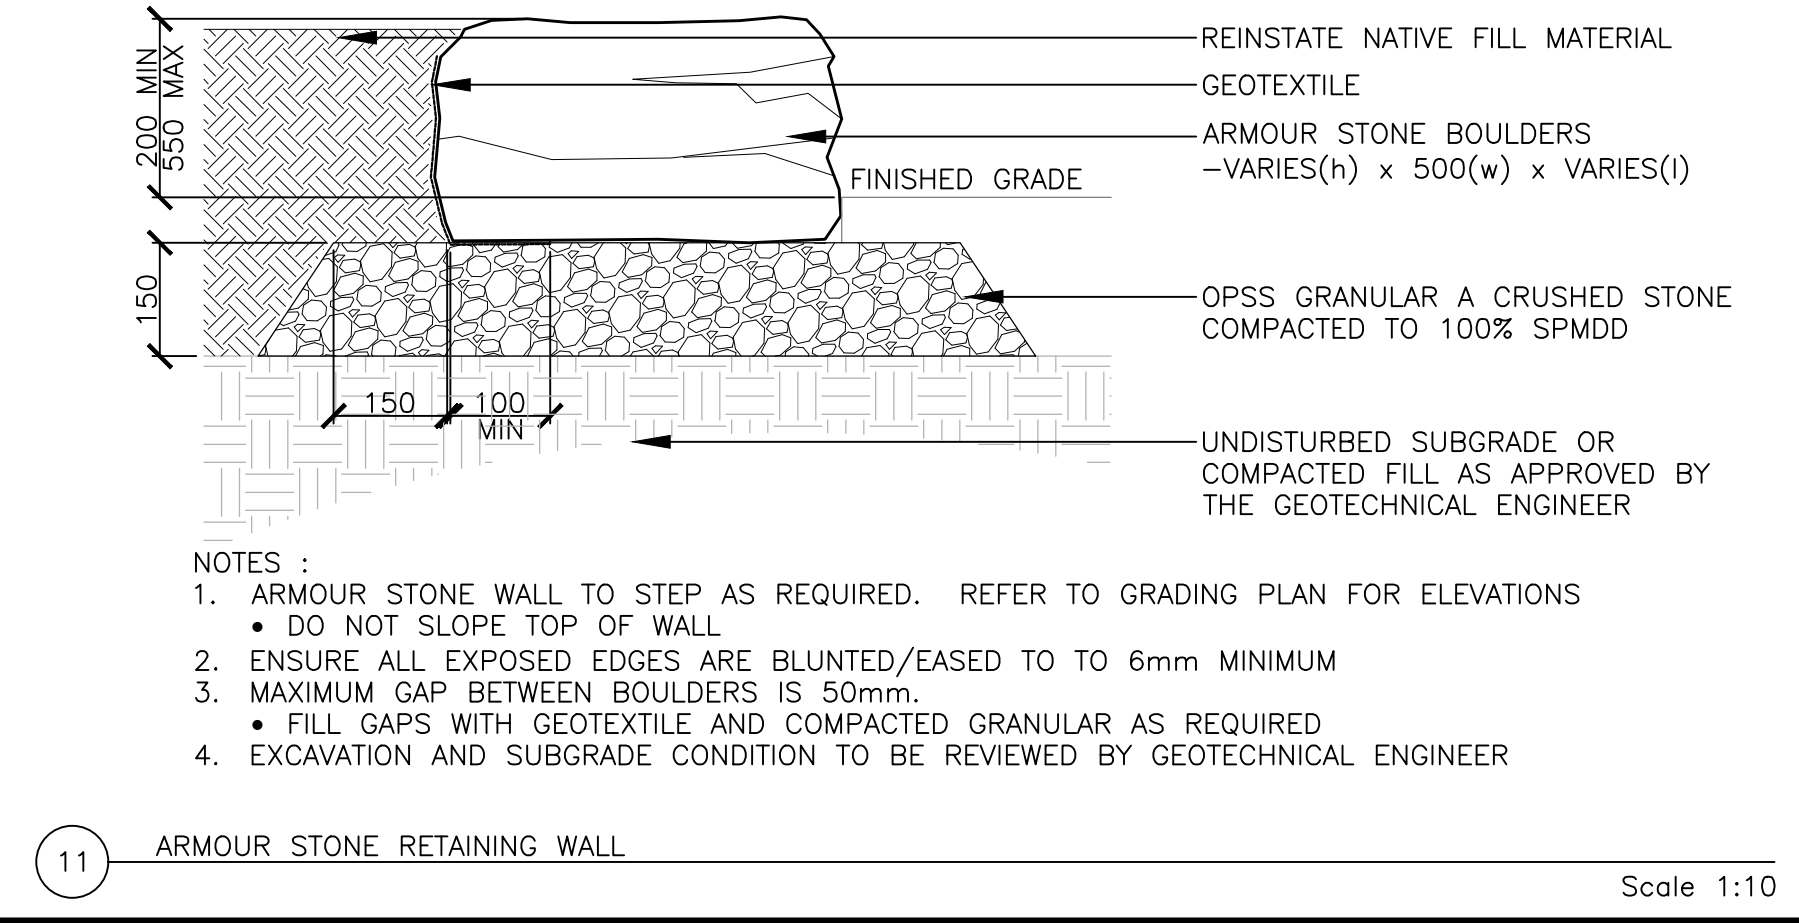 200 MIN
550 MAX
150
REINSTATE NATIVE FILL MATERIAL
GEOTEXTILE
ARMOUR STONE BOULDERS
-VARIES(h) x 500(w) x VARIES(l)
FINISHED GRADE
OPSS GRANULAR A CRUSHED STONE
COMPACTED TO 100% SPMDD
150
100
MIN
UNDISTURBED SUBGRADE OR
COMPACTED FILL AS APPROVED BY
THE GEOTECHNICAL ENGINEER
NOTES :
1. ARMOUR STONE WALL TO STEP AS REQUIRED. REFER TO GRADING PLAN FOR ELEVATIONS
• DO NOT SLOPE TOP OF WALL
2. ENSURE ALL EXPOSED EDGES ARE BLUNTED/EASED TO TO 6mm MINIMUM
3. MAXIMUM GAP BETWEEN BOULDERS IS 50mm.
• FILL GAPS WITH GEOTEXTILE AND COMPACTED GRANULAR AS REQUIRED
4. EXCAVATION AND SUBGRADE CONDITION TO BE REVIEWED BY GEOTECHNICAL ENGINEER
11
ARMOUR STONE RETAINING WALL
Scale 1:10